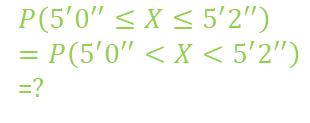 P(5′0″ ≤ X ≤ 5′2″)
= P(5′0″ < X < 5′2″)
=?